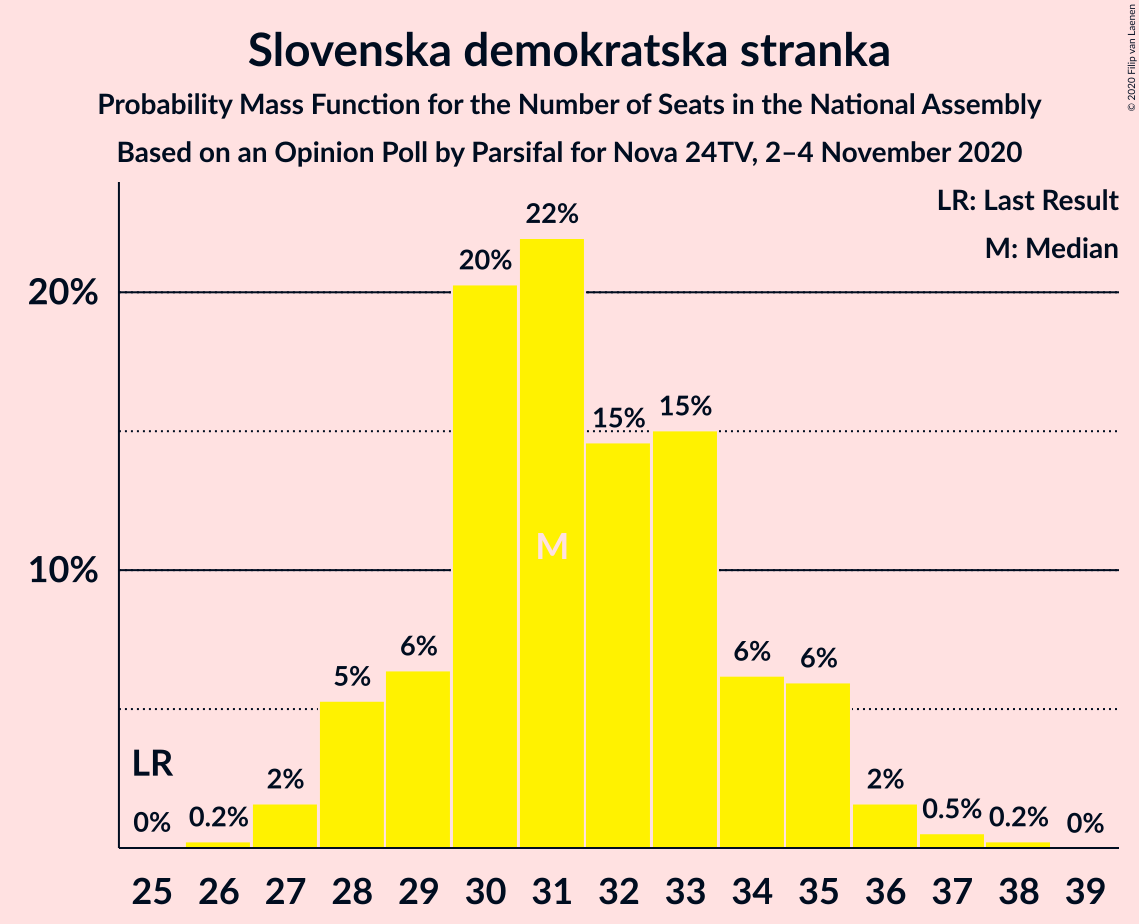 Slovenska demokratska stranka
Probability Mass Function for the Number of Seats in the National Assembly
Based on an Opinion Poll by Parsifal for Nova 24TV, 2–4 November 2020
© 2020 Filip van Laenen
LR: Last Result
M: Median
20%
10%
LR
M
0%
0.2%
2%
5%
6%
20%
22%
15%
15%
6%
6%
2%
0.5%
0.2%
0%
25 26 27 28 29 30 31 32 33 34 35 36 37 38 39